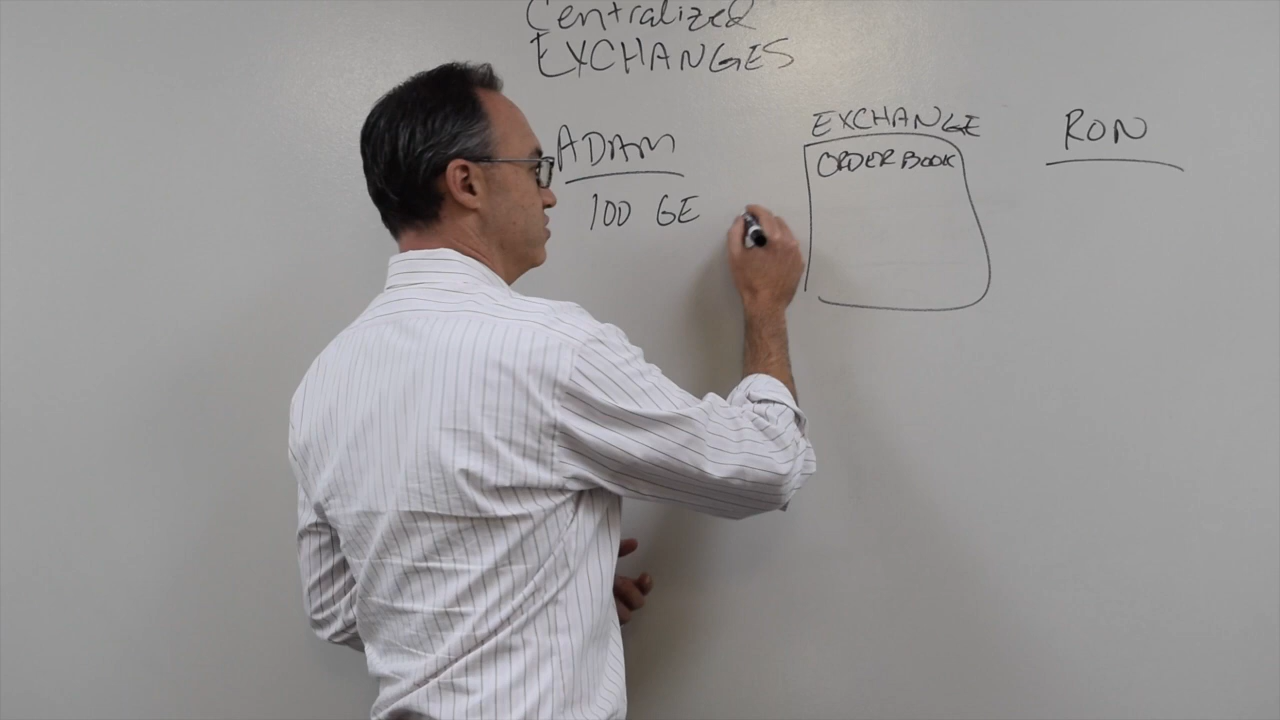 Centralized
EXCHANGES
ADAM
100 GE
EXCHANGE
ORDER BOOK
RON